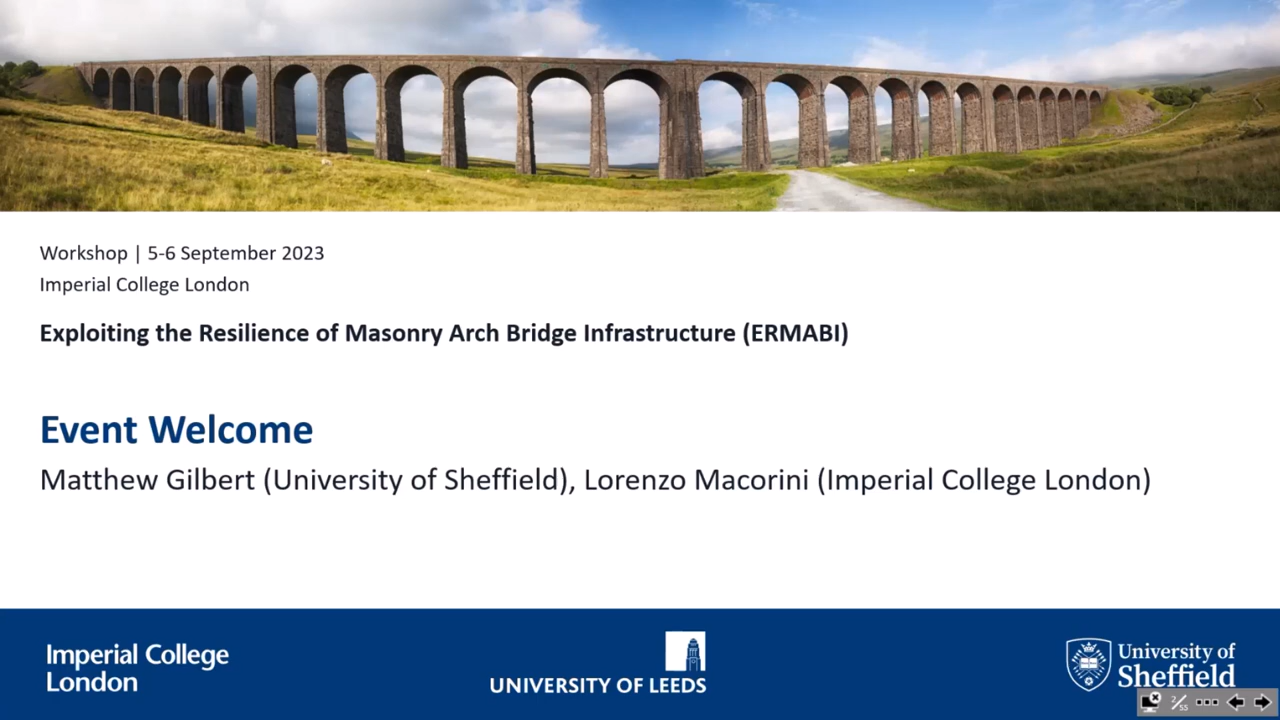 Workshop | 5-6 September 2023
Imperial College London
Exploiting the Resilience of Masonry Arch Bridge Infrastructure (ERMABI)
Event Welcome
Matthew Gilbert (University of Sheffield), Lorenzo Macorini (Imperial College London)
Imperial College
London
UNIVERSITY OF LEEDS
University of
Sheffield
2/55